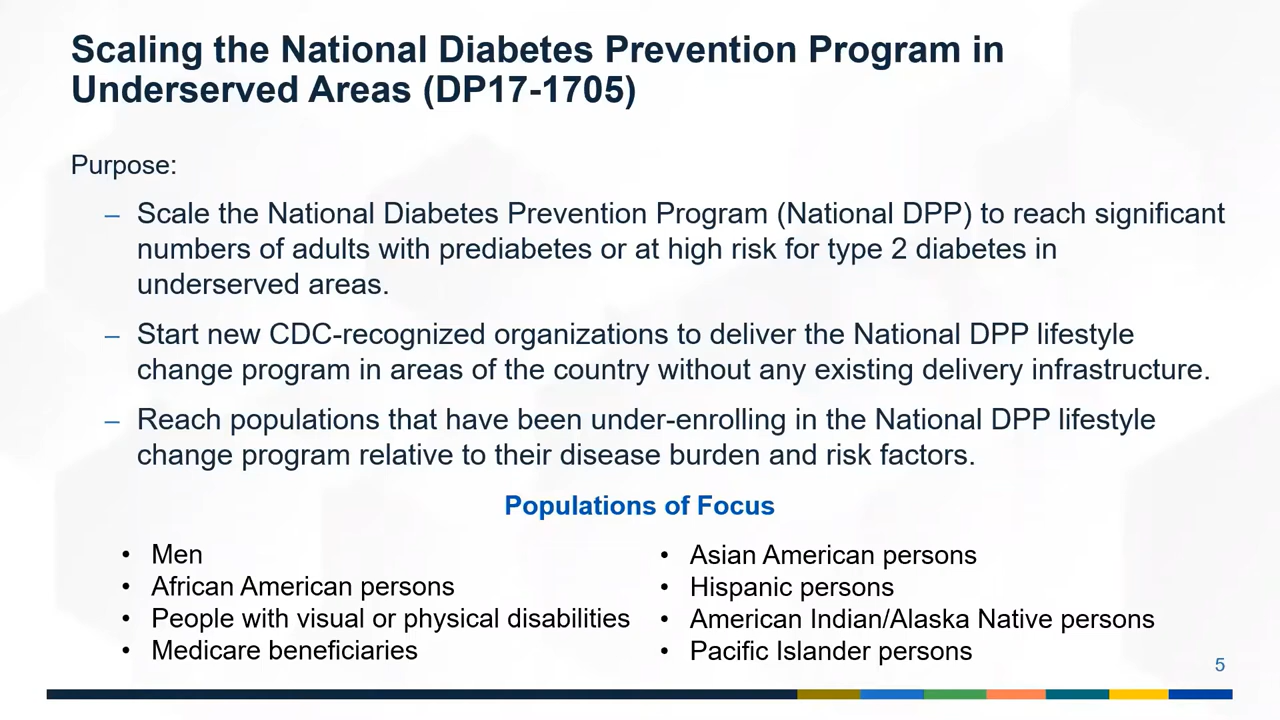 Scaling the National Diabetes Prevention Program in
Underserved Areas (DP17-1705)
Purpose:
– Scale the National Diabetes Prevention Program (National DPP) to reach significant
numbers of adults with prediabetes or at high risk for type 2 diabetes in
underserved areas.
– Start new CDC-recognized organizations to deliver the National DPP lifestyle
change program in areas of the country without any existing delivery infrastructure.
– Reach populations that have been under-enrolling in the National DPP lifestyle
change program relative to their disease burden and risk factors.
Populations of Focus
• Men
• African American persons
• People with visual or physical disabilities
• Medicare beneficiaries
• Asian American persons
• Hispanic persons
• American Indian/Alaska Native persons
• Pacific Islander persons
5